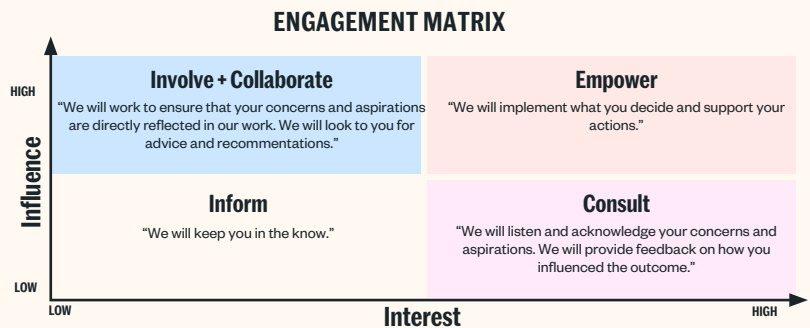 ENGAGEMENT MATRIX
HIGH
Influence
LOW
Involve + Collaborate
“We will work to ensure that your concerns and aspirations
are directly reflected in our work. We will look to you for
advice and recommentations.”
Empower
“We will implement what you decide and support your
actions.”
Inform
“We will keep you in the know.”
Consult
“We will listen and acknowledge your concerns and
aspirations. We will provide feedback on how you
influenced the outcome.”
LOW
Interest
HIGH